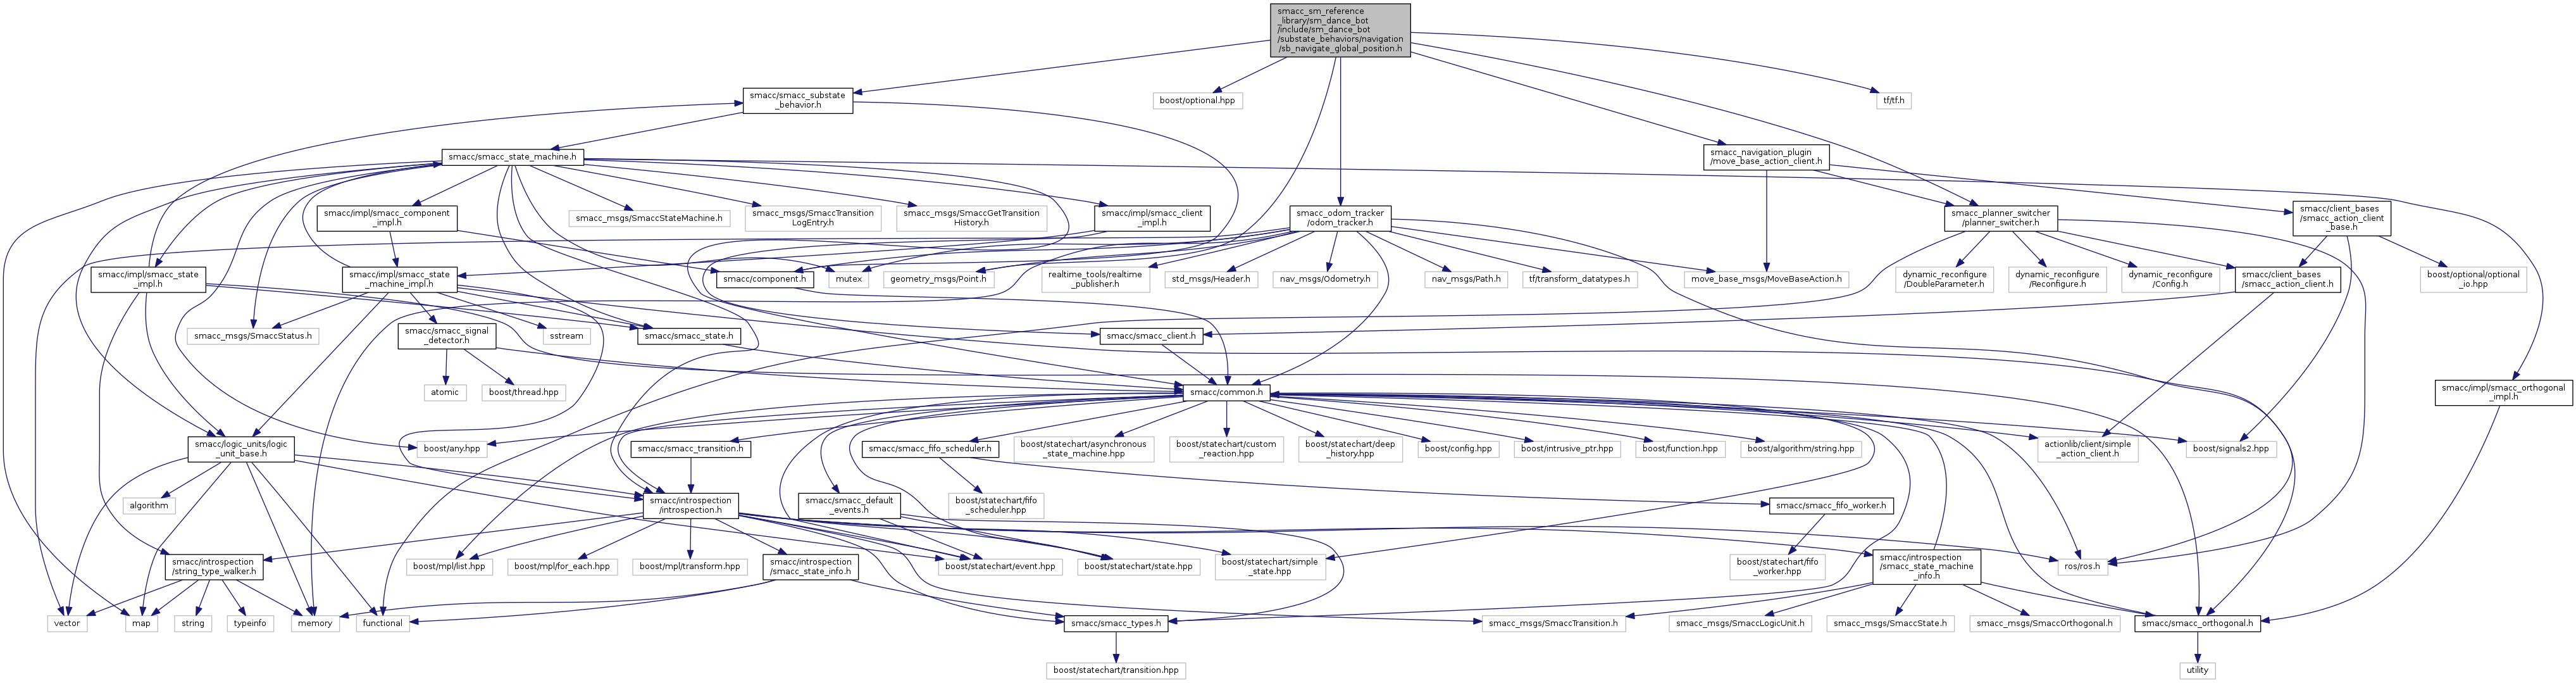 smacc_sm_reference
_library/sm_dance_bot
/include/sm_dance_bot
/substate_behaviors/navigation
/sb_navigate_global_position.h
smacc/smacc_substate
_behavior.h
boost/optional.hpp
tf/tf.h
smacc/smacc_state_machine.h
smacc_navigation_plugin
/move_base_action_client.h
smacc/impl/smacc_component
_impl.h
smacc_msgs/SmaccStateMachine.h
smacc_msgs/SmaccTransition
LogEntry.h
smacc_msgs/SmaccGetTransition
History.h
smacc/impl/smacc_client
_impl.h
smacc_odom_tracker
/odom_tracker.h
smacc_planner_switcher
/planner_switcher.h
smacc/client_bases
/smacc_action_client
_base.h
smacc/impl/smacc_state
_impl.h
smacc/impl/smacc_state
_machine_impl.h
smacc/component.h
mutex
geometry_msgs/Point.h
realtime_tools/realtime
_publisher.h
std_msgs/Header.h
nav_msgs/Odometry.h
nav_msgs/Path.h
tf/transform_datatypes.h
move_base_msgs/MoveBaseAction.h
dynamic_reconfigure
/DoubleParameter.h
dynamic_reconfigure
/Reconfigure.h
dynamic_reconfigure
/Config.h
smacc/client_bases
/smacc_action_client.h
boost/optional/optional
_io.hpp
smacc_msgs/SmaccStatus.h
smacc/smacc_signal
_detector.h
sstream
smacc/smacc_state.h
smacc/smacc_client.h
atomic
boost/thread.hpp
smacc/common.h
smacc/impl/smacc_orthogonal
_impl.h
smacc/logic_units/logic
_unit_base.h
boost/any.hpp
smacc/smacc_transition.h
smacc/smacc_fifo_scheduler.h
boost/statechart/asynchronous
_state_machine.hpp
boost/statechart/custom
_reaction.hpp
boost/statechart/deep
_history.hpp
boost/config.hpp
boost/intrusive_ptr.hpp
boost/function.hpp
boost/algorithm/string.hpp
actionlib/client/simple
_action_client.h
boost/signals2.hpp
algorithm
smacc/introspection
/introspection.h
smacc/smacc_default
_events.h
boost/statechart/fifo
_scheduler.hpp
smacc/smacc_fifo_worker.h
smacc/introspection
/string_type_walker.h
boost/mpl/list.hpp
boost/mpl/for_each.hpp
boost/mpl/transform.hpp
smacc/introspection
/smacc_state_info.h
boost/statechart/event.hpp
boost/statechart/state.hpp
boost/statechart/simple
_state.hpp
boost/statechart/fifo
_worker.hpp
smacc/introspection
/smacc_state_machine
_info.h
ros/ros.h
vector
map
string
typeinfo
memory
functional
smacc/smacc_types.h
smacc_msgs/SmaccTransition.h
smacc_msgs/SmaccLogicUnit.h
smacc_msgs/SmaccState.h
smacc_msgs/SmaccOrthogonal.h
smacc/smacc_orthogonal.h
boost/statechart/transition.hpp
utility